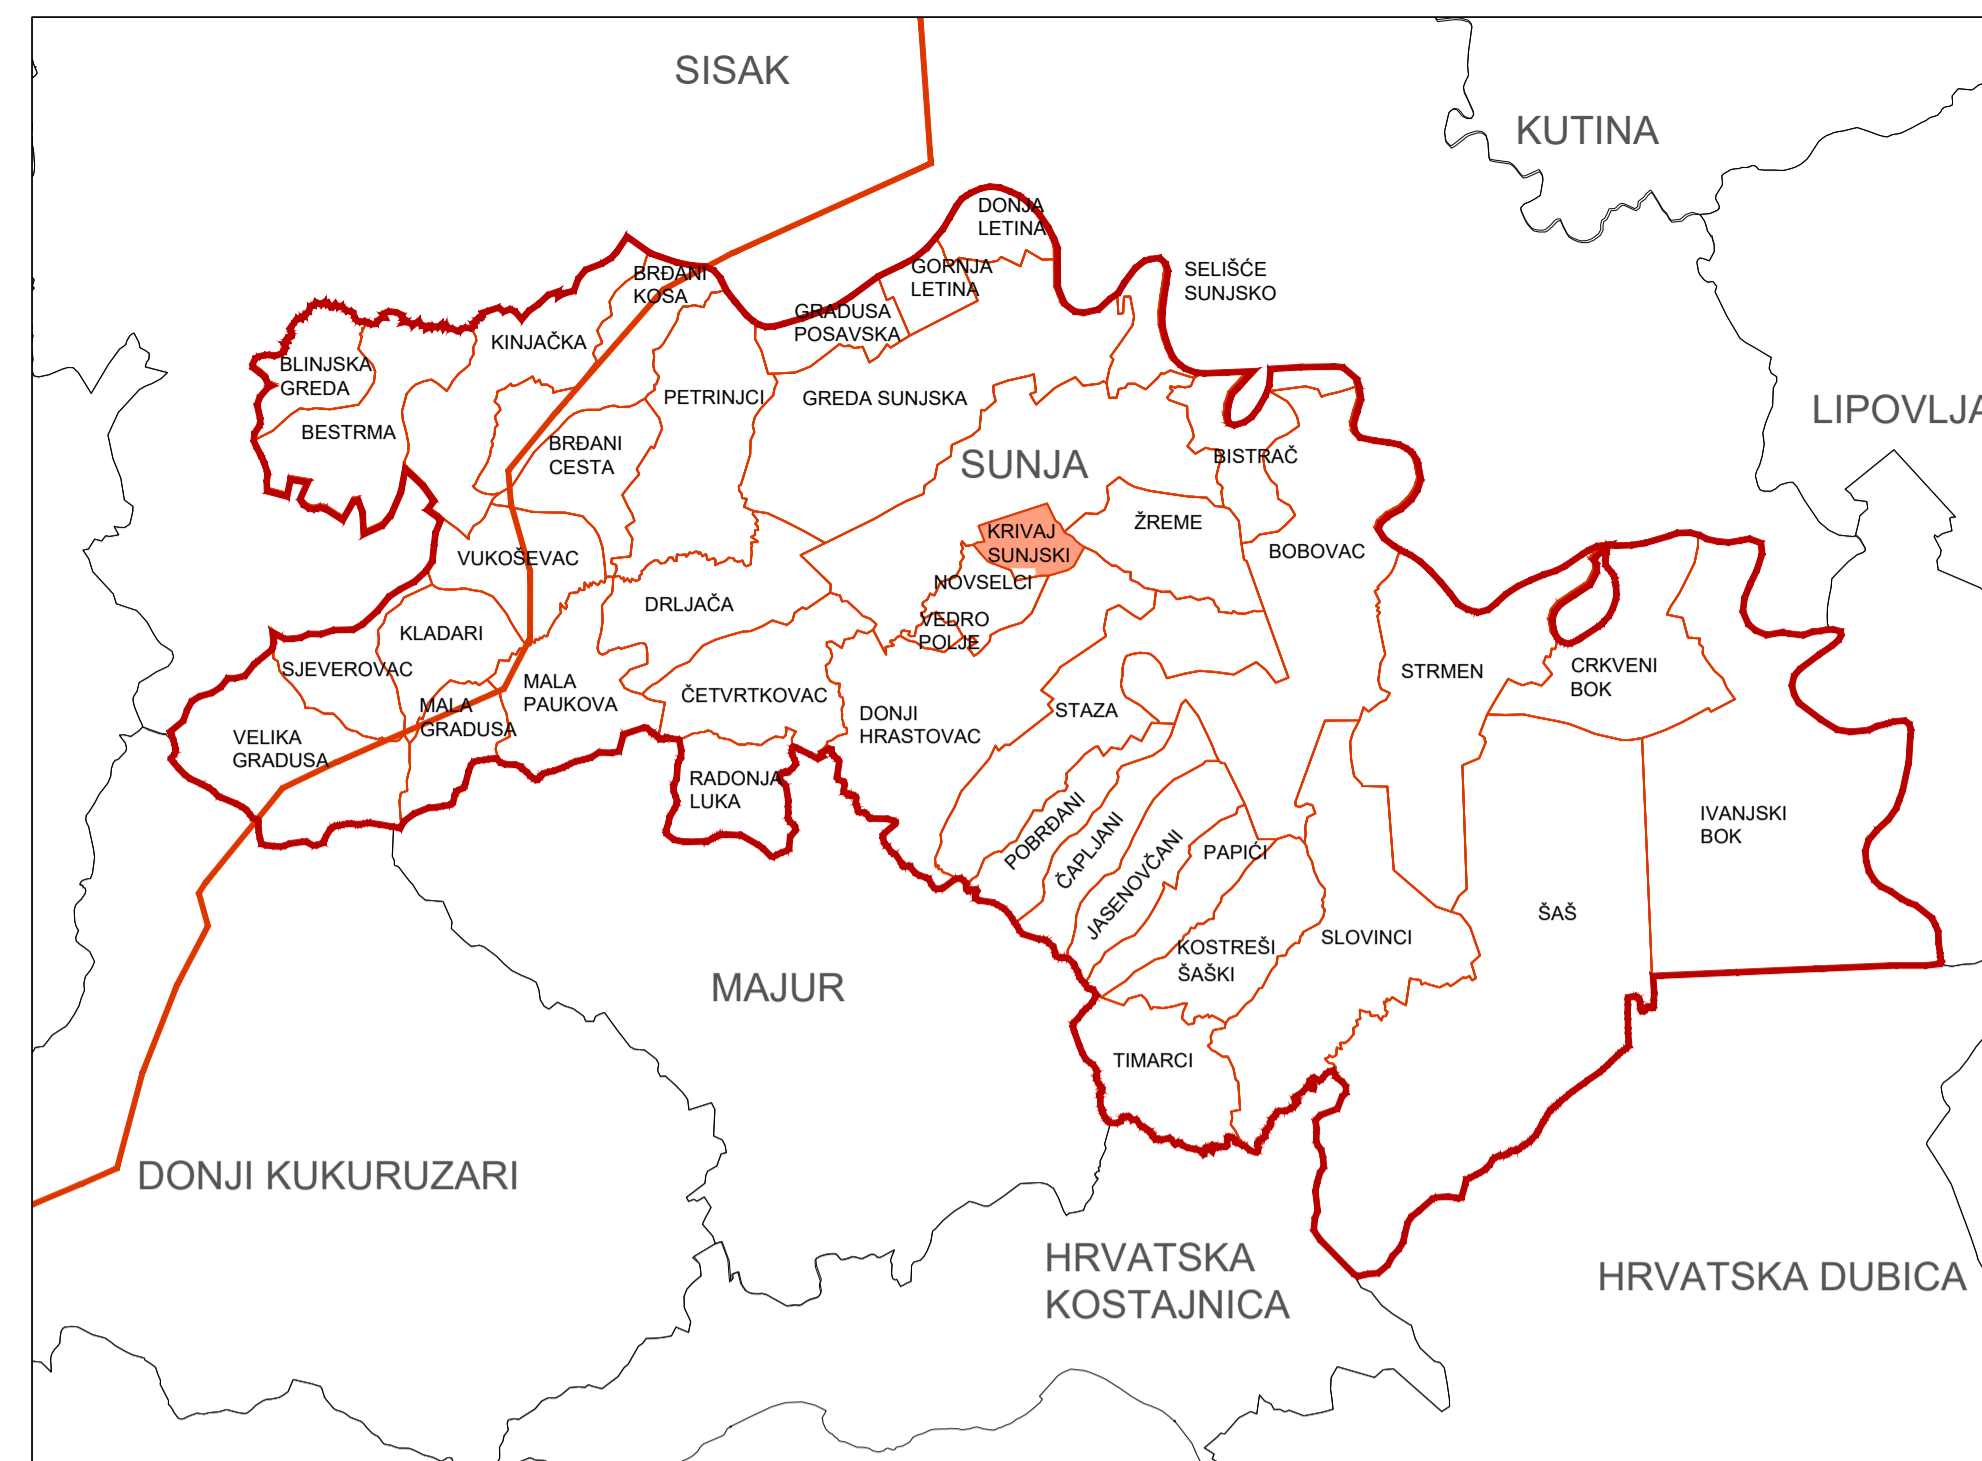 SISAK
KUTINA
DONJA
LETINA
GORNJA
LETINA
SELIŠĆE
SUNJSKO
BRĐANI
KOSA
GRADUSA
POSAVSKA
KINJAČKA
BLINJSKA
GREDA
PETRINJCI
GREDA SUNJSKA
LIPOVLJA
BESTRMA
BRĐANI
CESTA
SUNJA
BISTRAČ
ŽREME
KRIVAJ
SUNJSKI
BOBOVAC
VUKOŠEVAC
NOVSELCI
DRLJAČA
VEDRO
POLJE
KLADARI
SJEVEROVAC
STRMEN
CRKVENI
BOK
MALA
PAUKOVA
ČETVRTKOVAC
MALA
GRADUSA
DONJI
HRASTOVAC
STAZA
VELIKA
GRADUSA
RADONJA
LUKA
IVANJSKI
BOK
POBRĐANI
ČAPLJANI
JASENOVČANI
PAPIĆI
ŠAŠ
SLOVINCI
KOSTREŠI
ŠAŠKI
MAJUR
TIMARCI
DONJI KUKURUZARI
HRVATSKA
KOSTAJNICA
HRVATSKA DUBICA